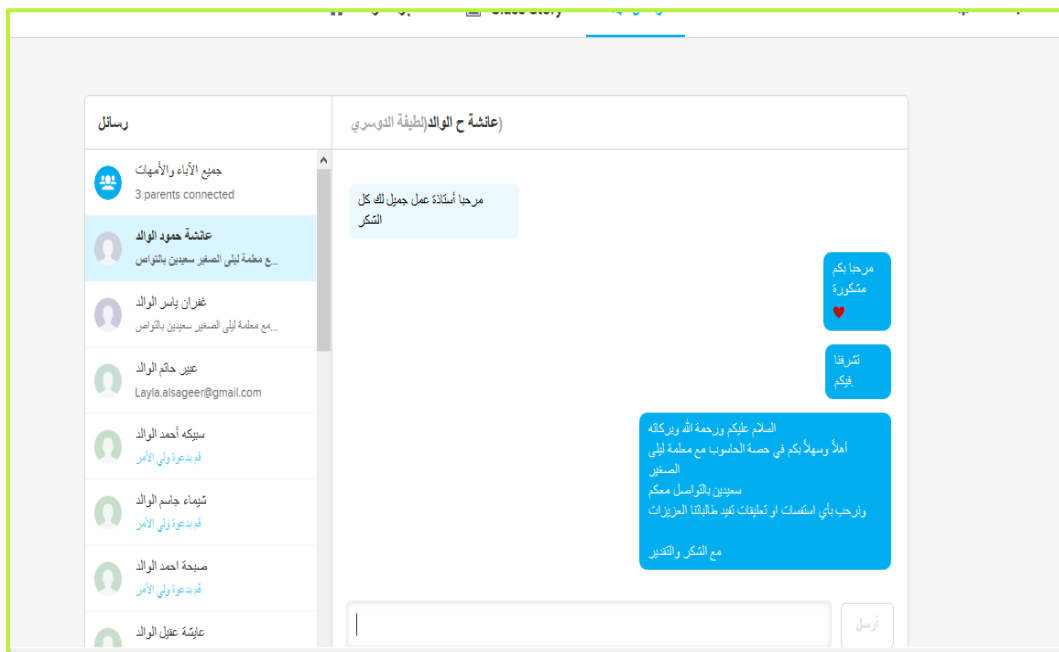 Class Story
رسائل
جميع الآباء والأمهات
3 parents connected
عائشة حمود الوالد
...ع معلمة ليلى الصغير سعيدين بالتواص
غفران ياسر الوالد
...مع معلمة ليلى الصغير سعيدين بالتواص
عبير حاتم الوالد
Layla.alsageer@gmail.com
سبيكه أحمد الوالد
قم بدعوة ولي الأمر
شيماء جاسم الوالد
قم بدعوة ولي الأمر
صبحة احمد الوالد
قم بدعوة ولي الأمر
عايشة عقيل الوالد
(عائشة ح الوالد(لطيفة الدوسري
مرحبا أستاذة عمل جميل لك كل
الشكر
مرحبا بكم
مشكورة
❤
تشرفنا
فيكم
السلام عليكم ورحمة الله وبركاته
أهلاً وسهلاً بكم في حصة الحاسوب مع معلمة ليلى
الصغير
سعيدين بالتواصل معكم
ونرحب بأي استفسات او تعليقات تفيد طالباتنا العزيزات
مع الشكر والتقدير
أرسل